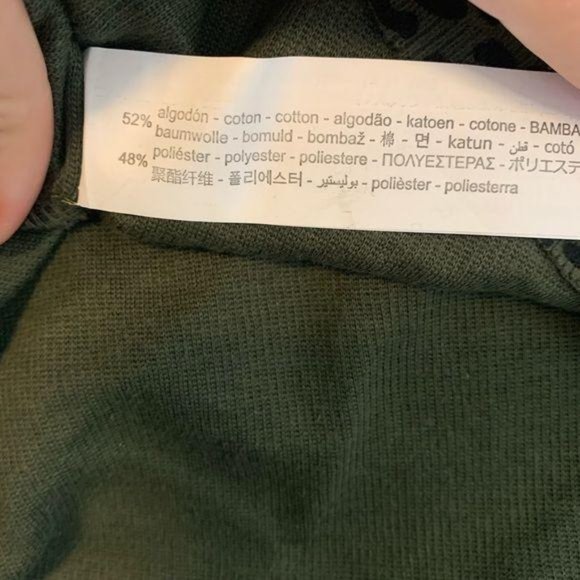 52% algodón - coton - cotton - algodão - katoen - cotone - BAMBA
baumwolle - bomuld - bombaž - 棉 - 면 - katun - قطن - cotó
48% poliéster - polyester - poliestere - ΠΟΛΥΕΣΤΕΡΑΣ - ポリエステ
聚酯纤维 - 폴리에스터 - بوليستير - polièster - poliesterra